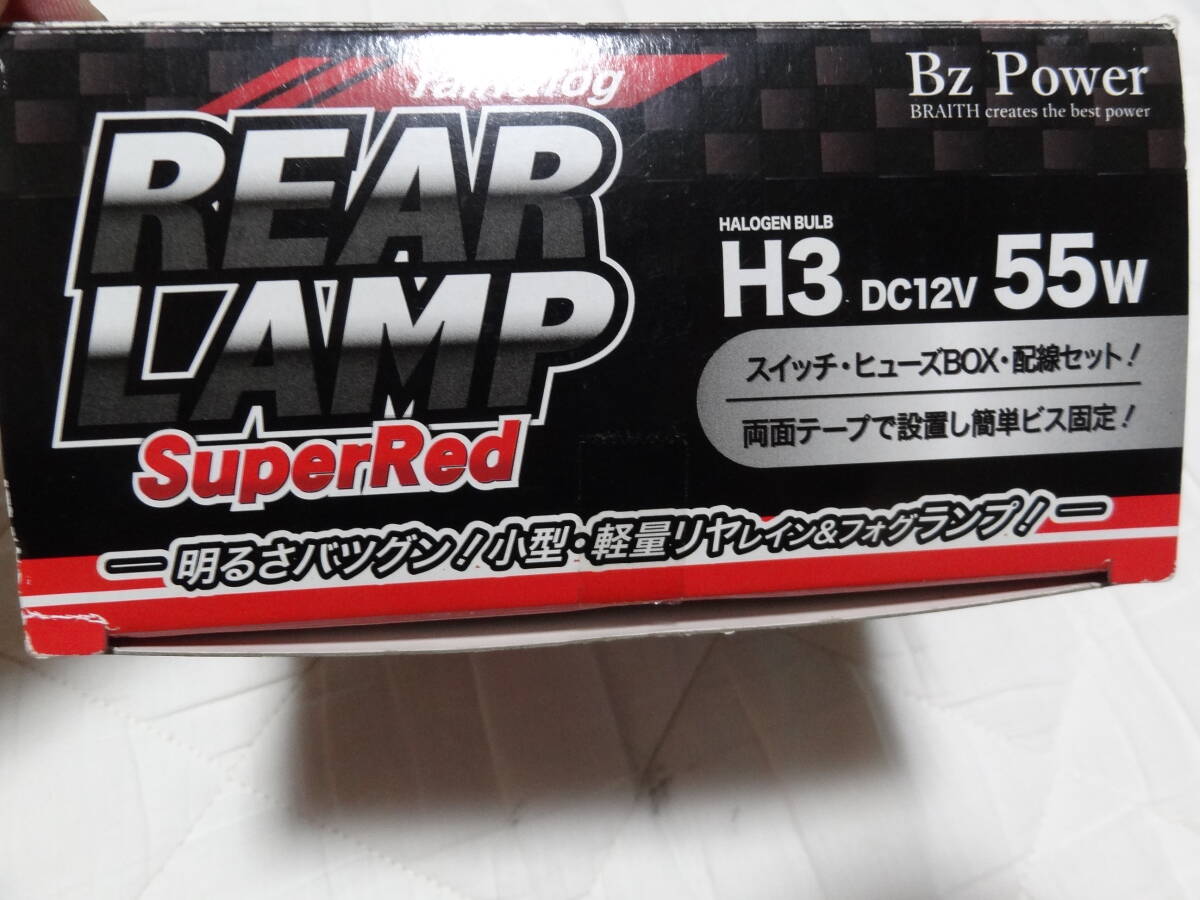 Rain&Fog
REAR
LAMP
SuperRed
Bz Power
BRAITH creates the best power
HALOGEN BULB
H3 DC12V 55W
スイッチ・ヒューズBOX・配線セット!
両面テープで設置し簡単ビス固定!
明るさバツグン!小型・軽量リヤレイン&フォグランプ!